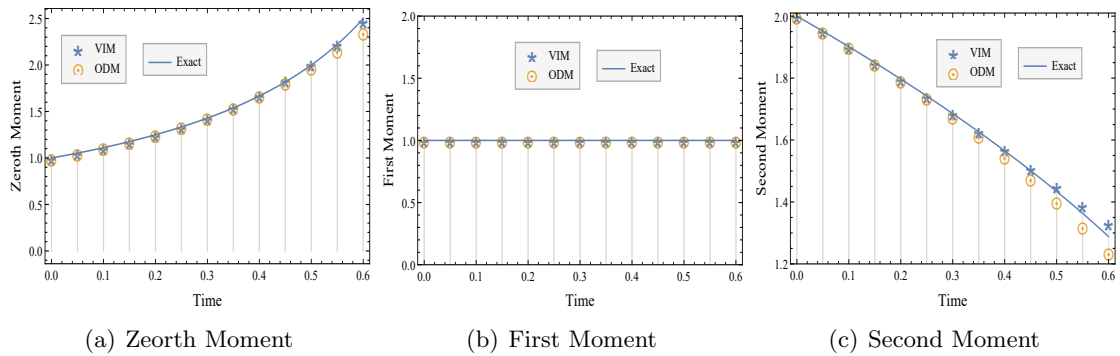 Zeroth Moment
2.5
2.0
1.5
1.0
0.5
0.0
VIM
ODM
Exact
0.0 0.1 0.2 0.3 0.4 0.5 0.6
Time
(a) Zeorth Moment
First Moment
2.0
1.5
1.0
0.5
0.0
VIM
ODM
Exact
0.0 0.1 0.2 0.3 0.4 0.5 0.6
Time
(b) First Moment
Second Moment
2.0
1.8
1.6
1.4
1.2
VIM
ODM
Exact
0.0 0.1 0.2 0.3 0.4 0.5 0.6
Time
(c) Second Moment